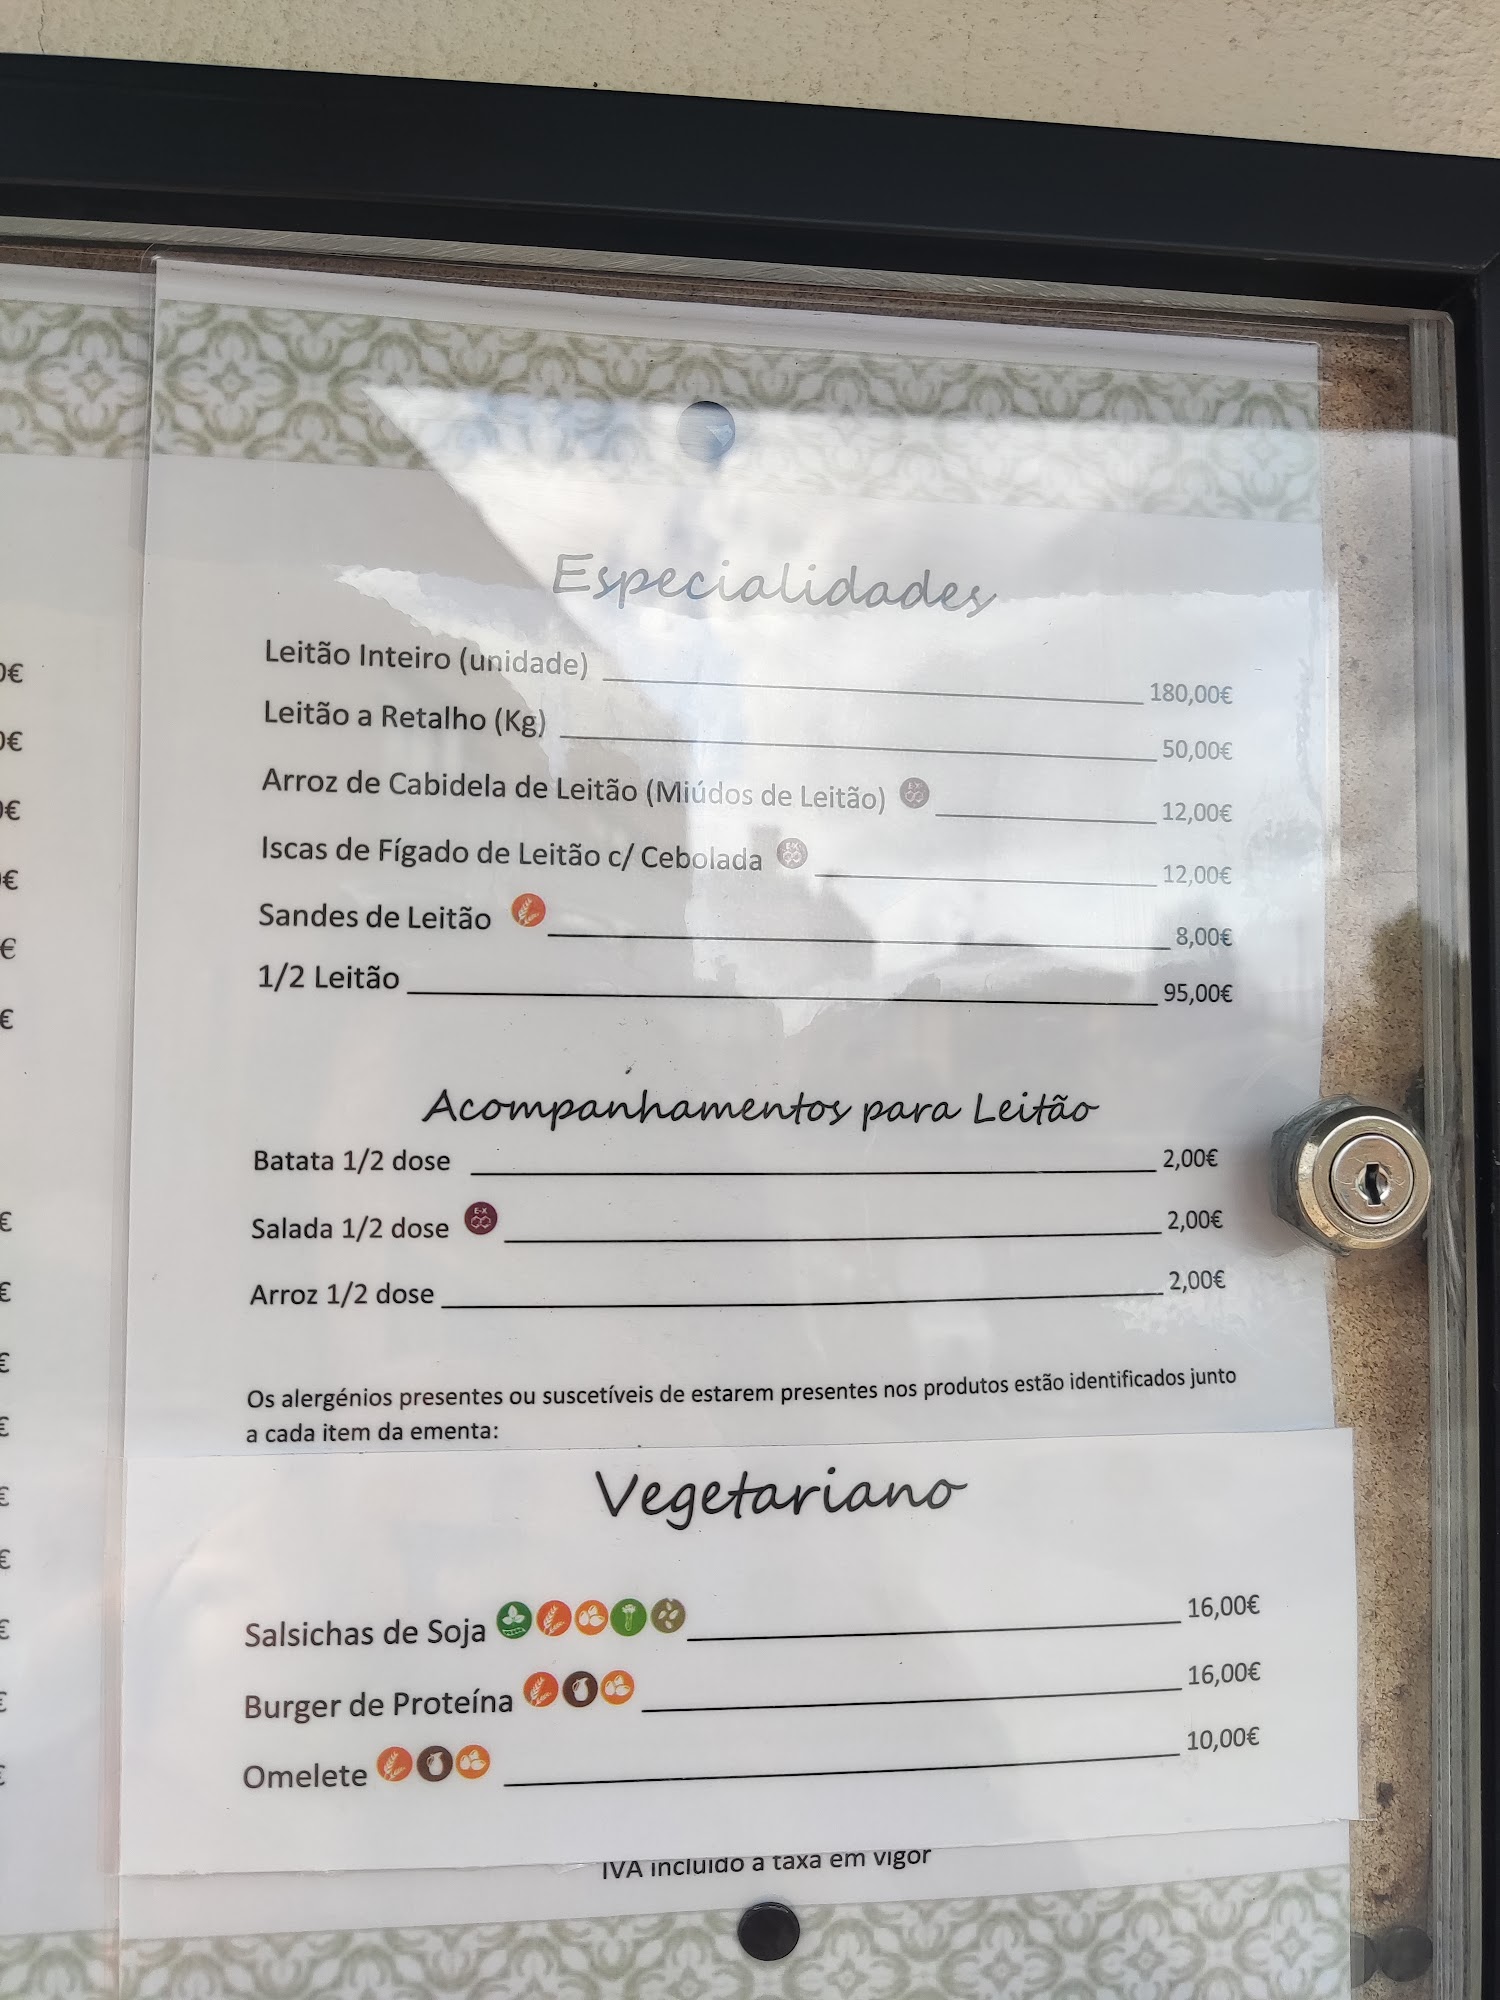 Especialidades
Leitão Inteiro (unidade) 180,00€
Leitão a Retalho (Kg) 50,00€
Arroz de Cabidela de Leitão (Miúdos de Leitão) E-X 12,00€
Iscas de Fígado de Leitão c/ Cebolada E-X 12,00€
Sandes de Leitão 8,00€
1/2 Leitão 95,00€
Acompanhamentos para Leitão
Batata 1/2 dose 2,00€
Salada 1/2 dose E-X 2,00€
Arroz 1/2 dose 2,00€
Os alergénios presentes ou suscetíveis de estarem presentes nos produtos estão identificados junto
a cada item da ementa:
Vegetariano
Salsichas de Soja 16,00€
Burger de Proteína 16,00€
Omelete 10,00€
IVA incluído à taxa em vigor